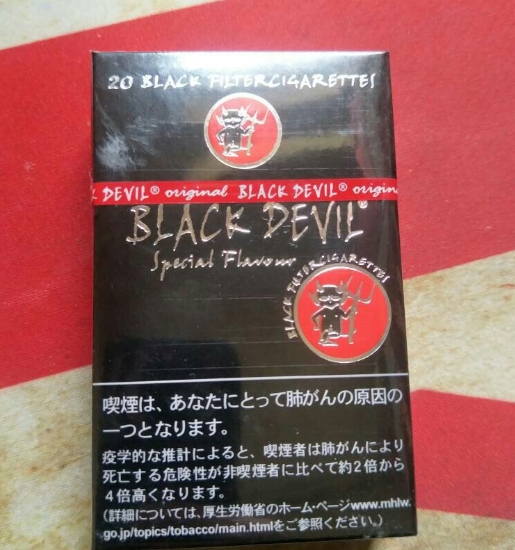 20 BLACK FILTERCIGARETTES
K DEVIL® original BLACK DEVIL® origin
BLACK DEVIL®
Special Flavour
BLACK FILTERCIGARETTES
喫煙は、あなたにとって肺がんの原因の
一つとなります。
疫学的な推計によると、喫煙者は肺がんにより
死亡する危険性が非喫煙者に比べて約2倍から
4倍高くなります。
(詳細については、厚生労働省のホーム・ページwww.mhlw.
go.jp/topics/tobacco/main.htmlをご参照ください。)